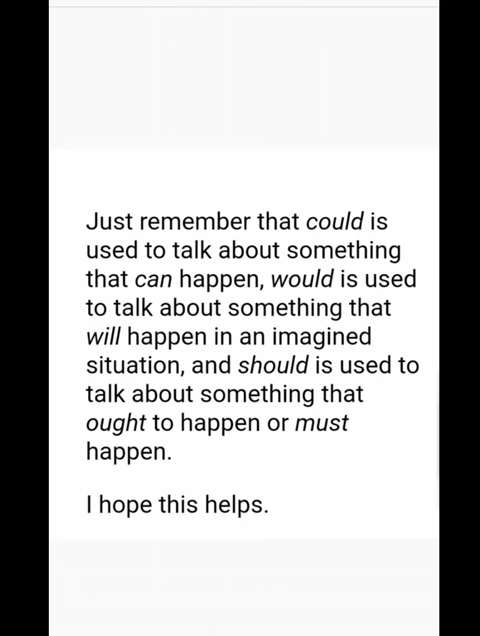 Just remember that could is
used to talk about something
that can happen, would is used
to talk about something that
will happen in an imagined
situation, and should is used to
talk about something that
ought to happen or must
happen.
I hope this helps.